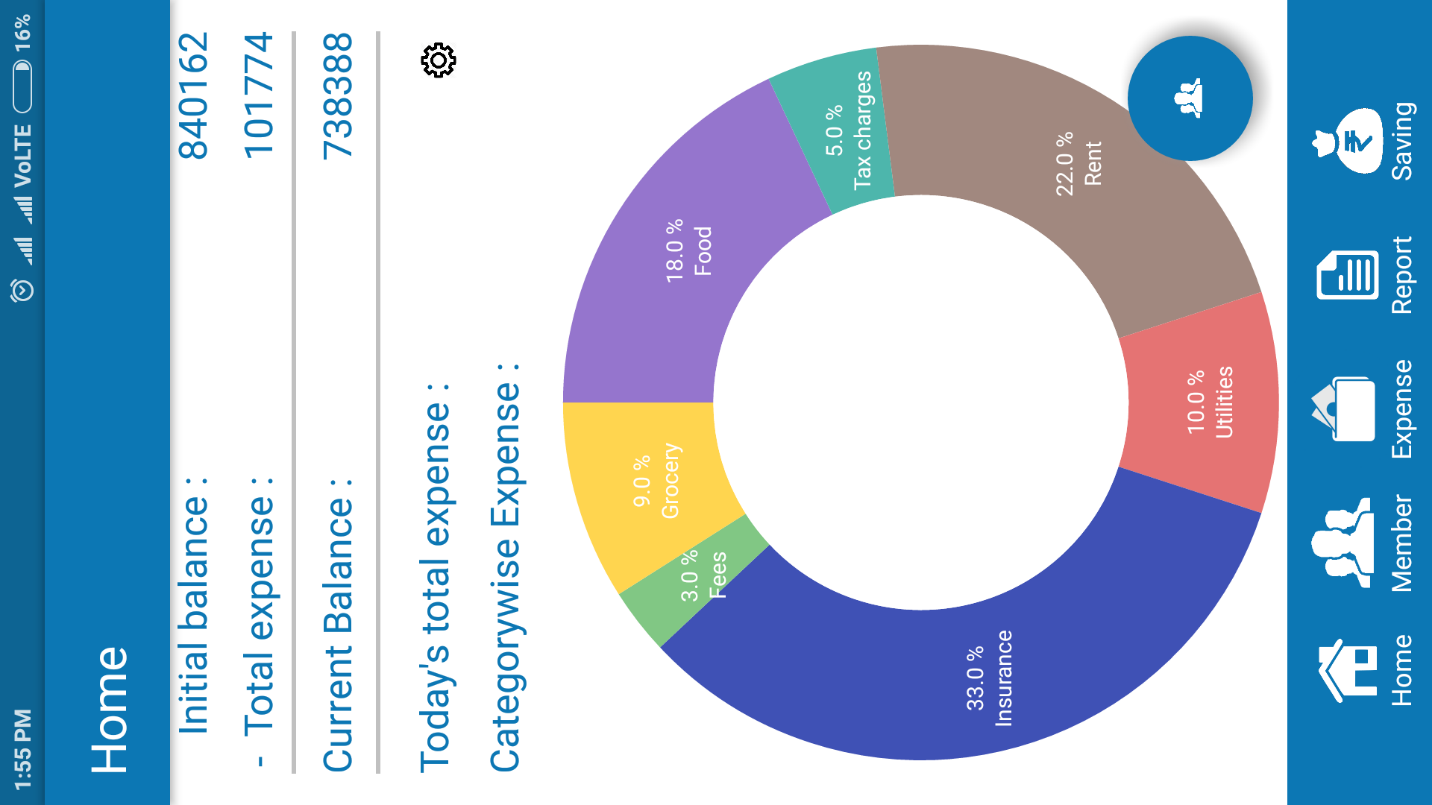 1:55 PM VoLTE 16%
Home
Initial balance : 840162
- Total expense : 101774
Current Balance : 738388
Today's total expense :
Categorywise Expense :
9.0 %
Grocery
18.0 %
Food
3.0 %
Fees
5.0 %
Tax charges
33.0 %
Insurance
22.0 %
Rent
10.0 %
Utilities
Home Member Expense Report Saving